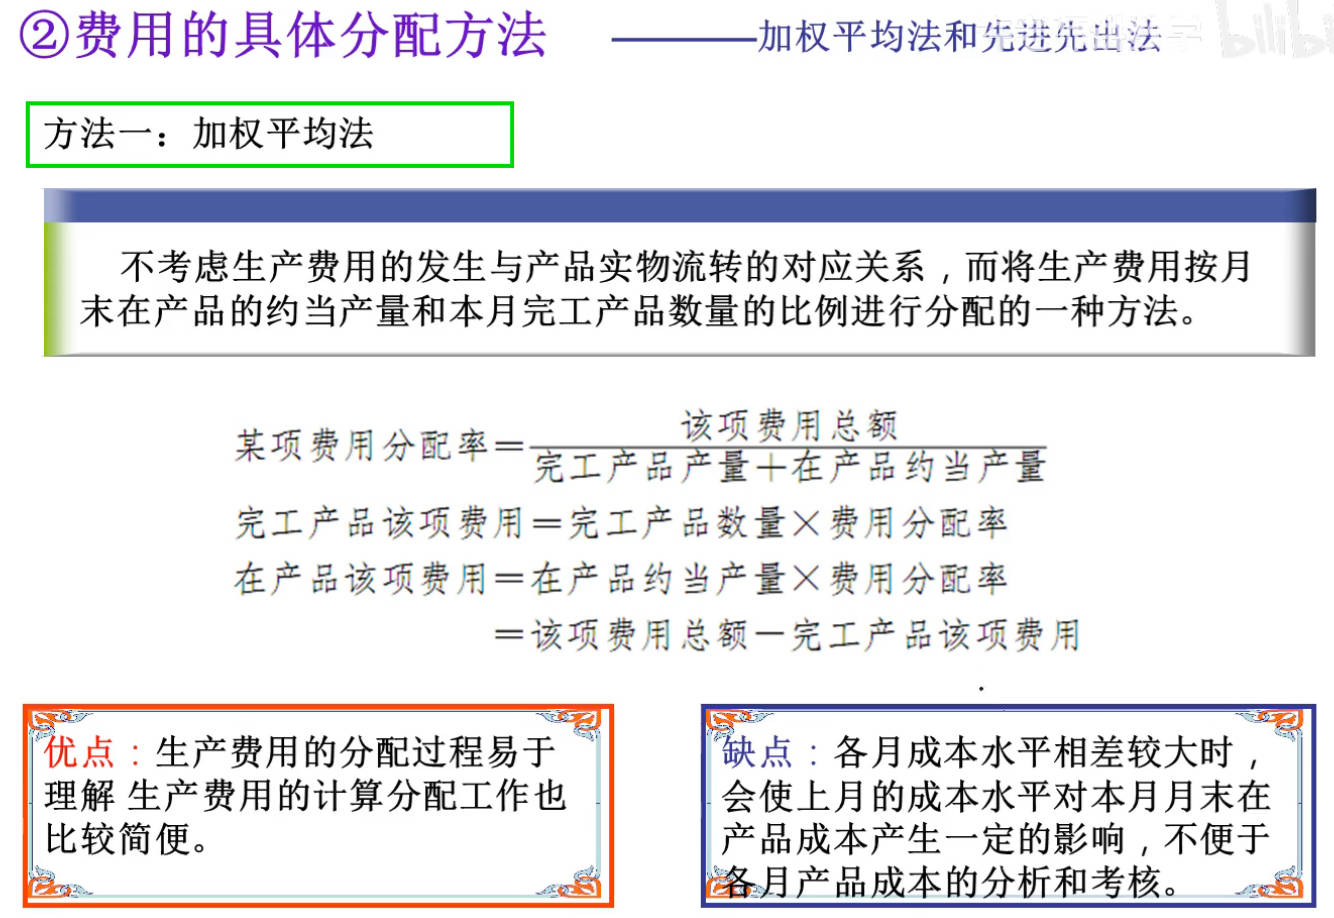 ②费用的具体分配方法 ————加权平均法和先进先出法
bilibi
方法一：加权平均法
不考虑生产费用的发生与产品实物流转的对应关系，而将生产费用按月
末在产品的约当产量和本月完工产品数量的比例进行分配的一种方法。
该项费用总额
某项费用分配率＝
完工产品产量＋在产品约当产量
完工产品该项费用＝完工产品数量×费用分配率
在产品该项费用＝在产品约当产量×费用分配率
＝该项费用总额－完工产品该项费用
优点：生产费用的分配过程易于
理解 生产费用的计算分配工作也
比较简便。
缺点：各月成本水平相差较大时，
会使上月的成本水平对本月月末在
产品成本产生一定的影响，不便于
各月产品成本的分析和考核。